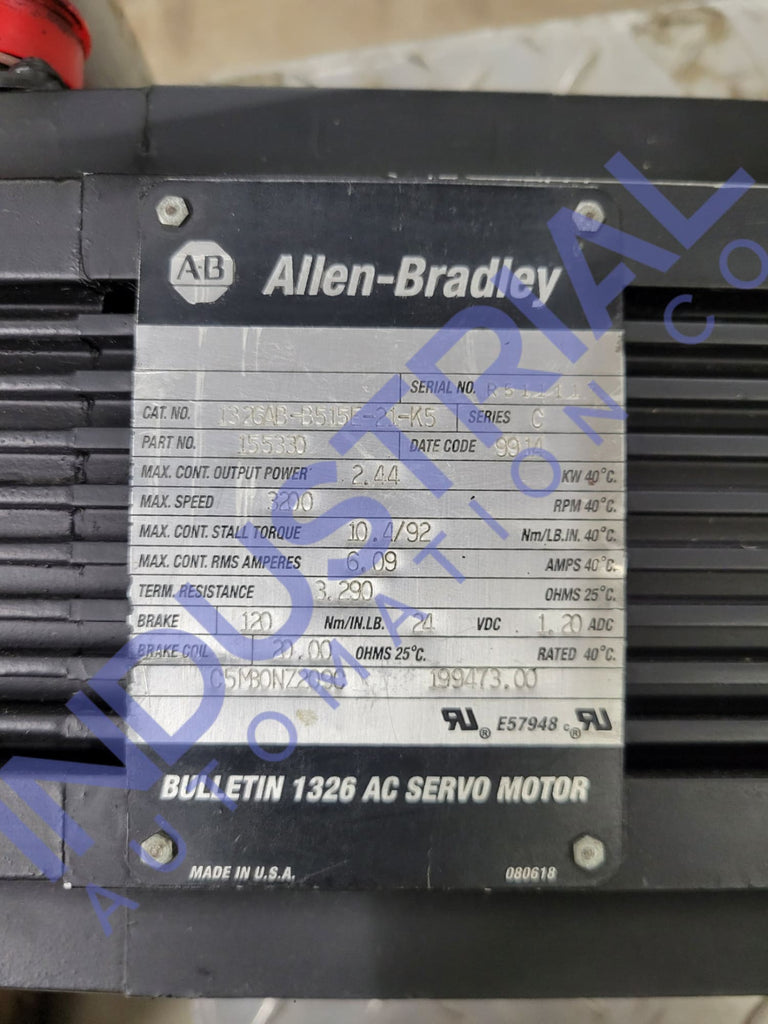 A-B Allen-Bradley
SERIAL NO. R51111
CAT. NO. 1326AB-B515E-21-K5 SERIES C
PART NO. 155330 DATE CODE 9914
MAX. CONT. OUTPUT POWER 2.44 KW 40°C.
MAX. SPEED 3200 RPM 40°C.
MAX. CONT. STALL TORQUE 10.4/92 Nm/LB.IN. 40°C.
MAX. CONT. RMS AMPERES 6.09 AMPS 40°C.
TERM. RESISTANCE 3.290 OHMS 25°C.
BRAKE 120 Nm/IN.LB. 24 VDC 1.20 ADC
BRAKE COIL 20.00 OHMS 25°C. RATED 40°C.
199473.00
E57948
BULLETIN 1326 AC SERVO MOTOR
MADE IN U.S.A. 080618
INDUSTRIAL
AUTOMATION CO